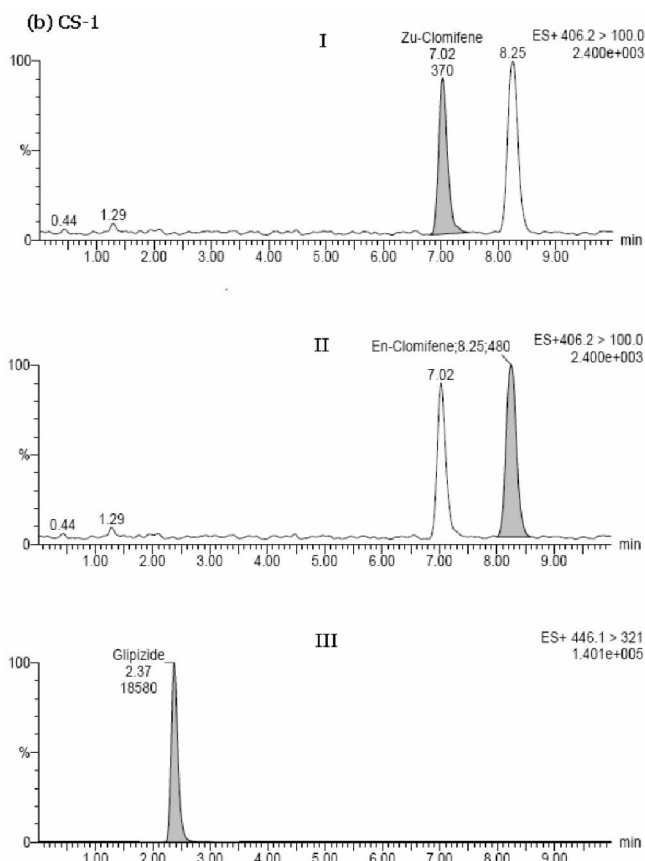 (b) CS-1
I
Zu-Clomifene
7.02
370
8.25
ES+ 406.2 > 100.0
2.400e+003
100
%
0
0.44
1.29
1.00 2.00 3.00 4.00 5.00 6.00 7.00 8.00 9.00 min
II
En-Clomifene;8.25;480
ES+406.2 > 100.0
2.400e+003
7.02
100
%
0
0.44
1.29
1.00 2.00 3.00 4.00 5.00 6.00 7.00 8.00 9.00 min
III
Glipizide
2.37
18580
ES+ 446.1 > 321
1.401e+005
100
%
0
1.00 2.00 3.00 4.00 5.00 6.00 7.00 8.00 9.00 min